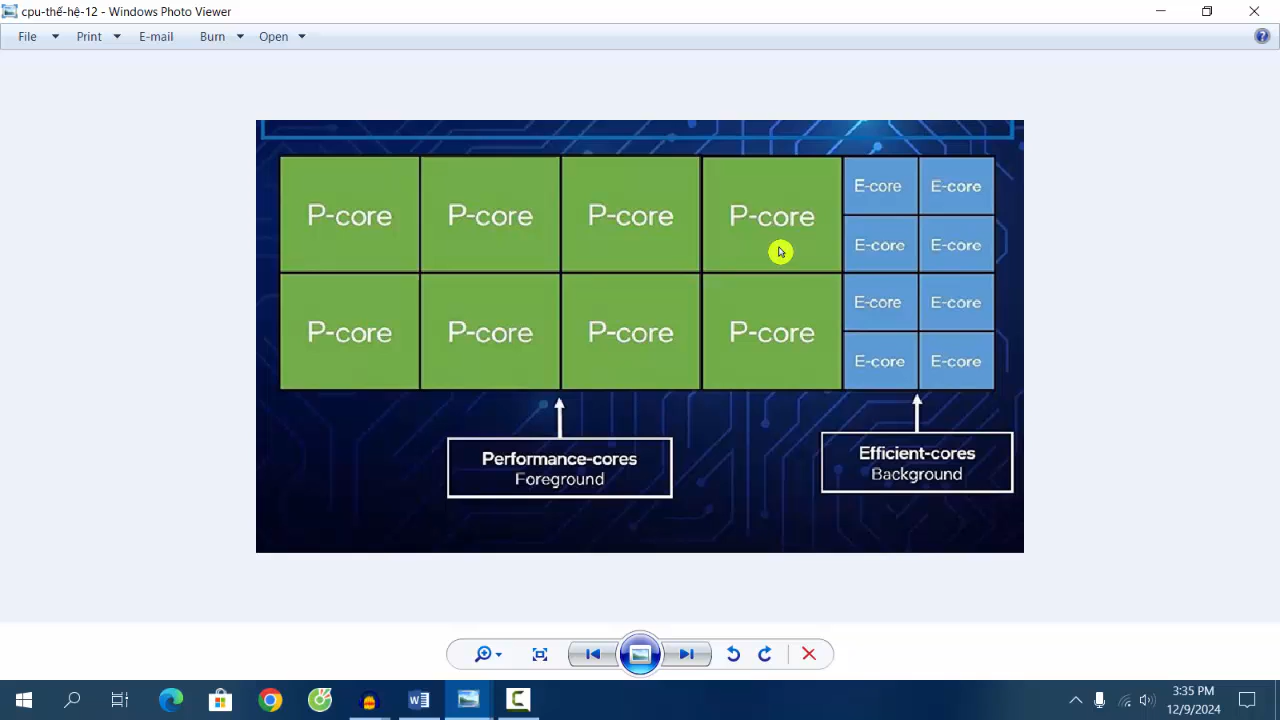 cpu-thế-hệ-12 - Windows Photo Viewer
File Print E-mail Burn Open
P-core P-core P-core P-core E-core E-core
E-core E-core
P-core P-core P-core P-core E-core E-core
E-core E-core
Performance-cores
Foreground
Efficient-cores
Background
3:35 PM
12/9/2024